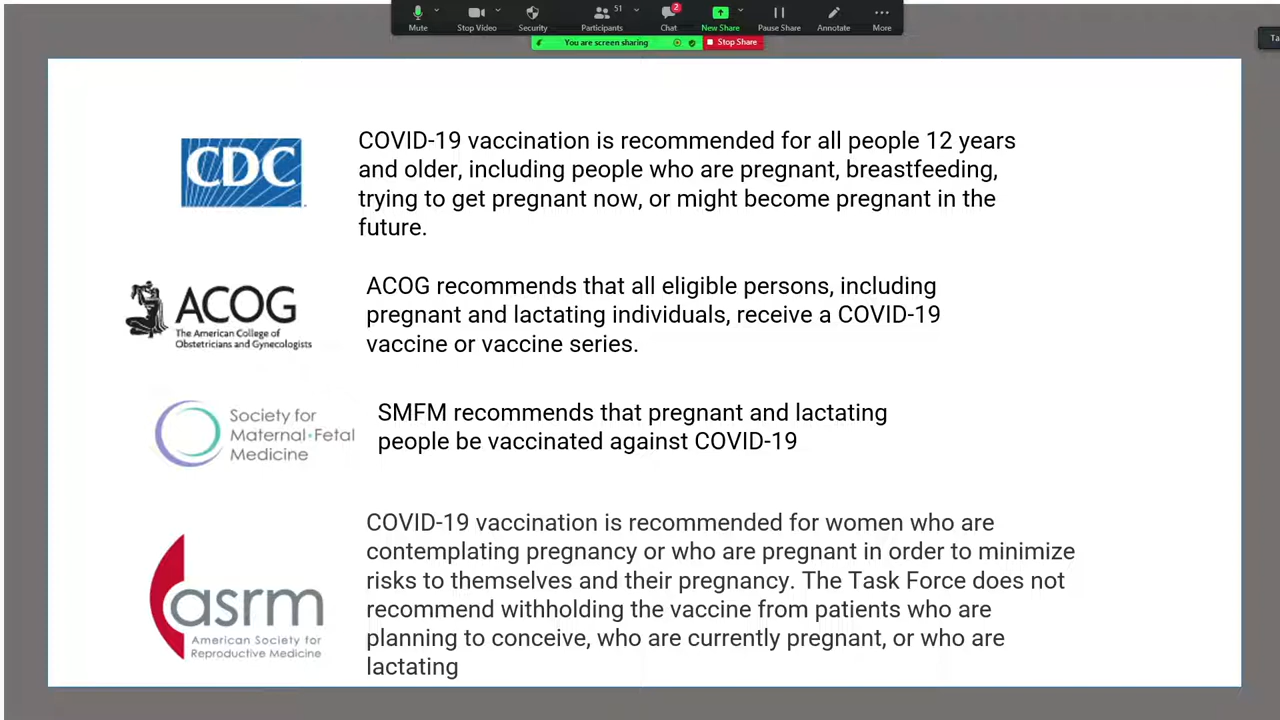 Mute
Stop Video
Security
51
Participants
2
Chat
New Share
Pause Share
Annotate
More
You are screen sharing
Stop Share
Ta
CDC
COVID-19 vaccination is recommended for all people 12 years
and older, including people who are pregnant, breastfeeding,
trying to get pregnant now, or might become pregnant in the
future.
ACOG
The American College of
Obstetricians and Gynecologists
ACOG recommends that all eligible persons, including
pregnant and lactating individuals, receive a COVID-19
vaccine or vaccine series.
Society for
Maternal•Fetal
Medicine
SMFM recommends that pregnant and lactating
people be vaccinated against COVID-19
asrm
American Society for
Reproductive Medicine
COVID-19 vaccination is recommended for women who are
contemplating pregnancy or who are pregnant in order to minimize
risks to themselves and their pregnancy. The Task Force does not
recommend withholding the vaccine from patients who are
planning to conceive, who are currently pregnant, or who are
lactating